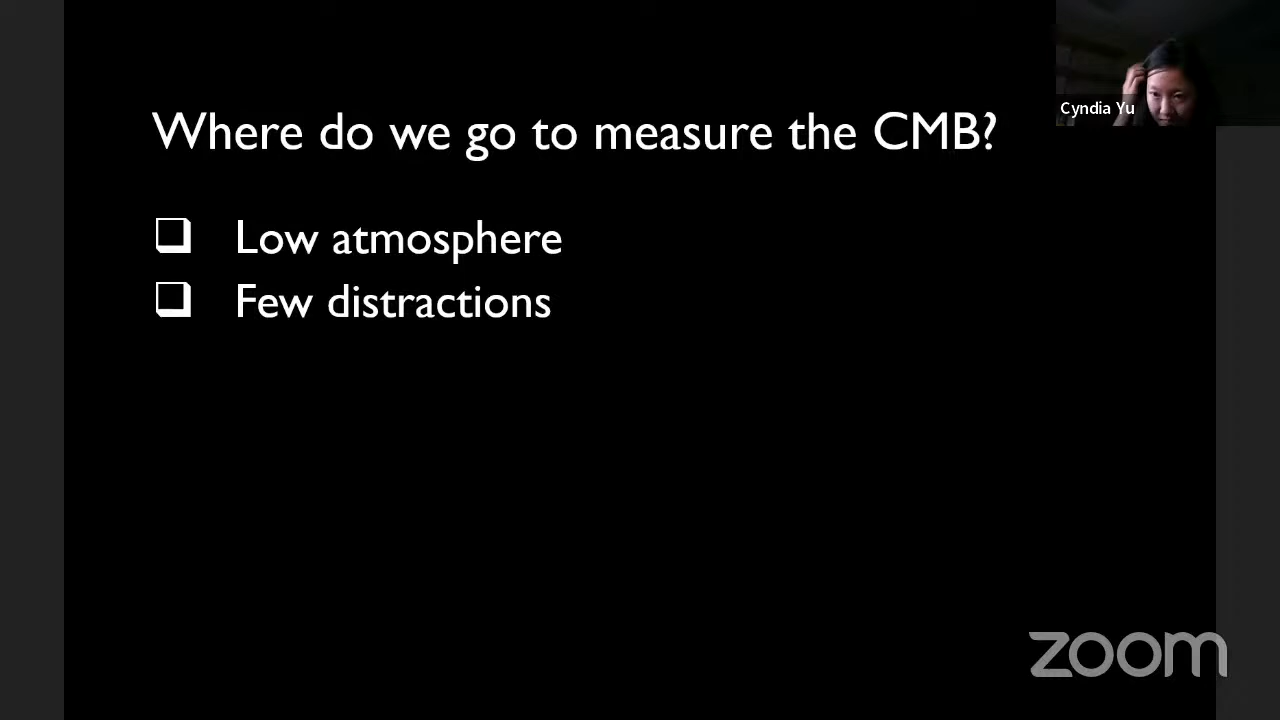 Cyndia Yu
Where do we go to measure the CMB?
❑ Low atmosphere
❑ Few distractions
zoom